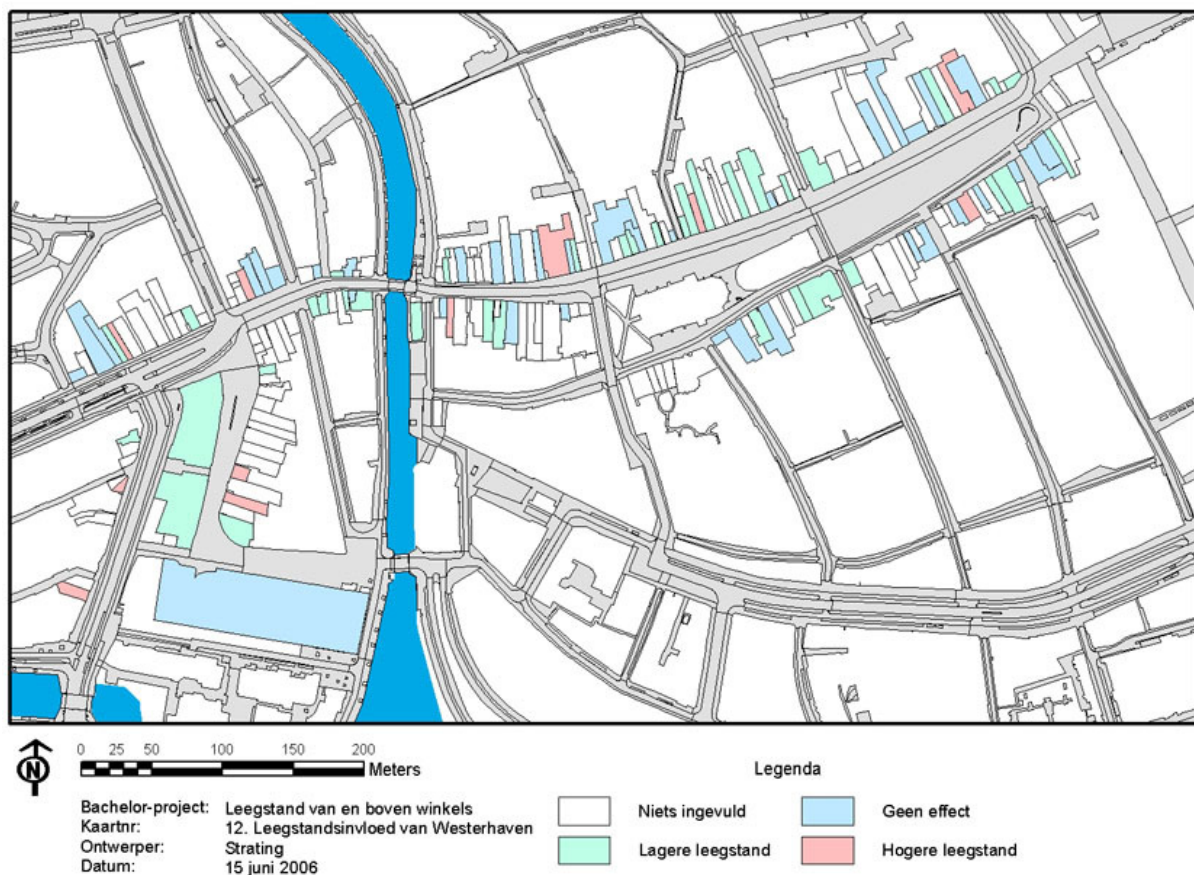 N
0 25 50 100 150 200
Meters
Bachelor-project: Leegstand van en boven winkels
Kaartnr: 12. Leegstandsinvloed van Westerhaven
Ontwerper: Strating
Datum: 15 juni 2006
Legenda
Niets ingevuld
Geen effect
Lagere leegstand
Hogere leegstand